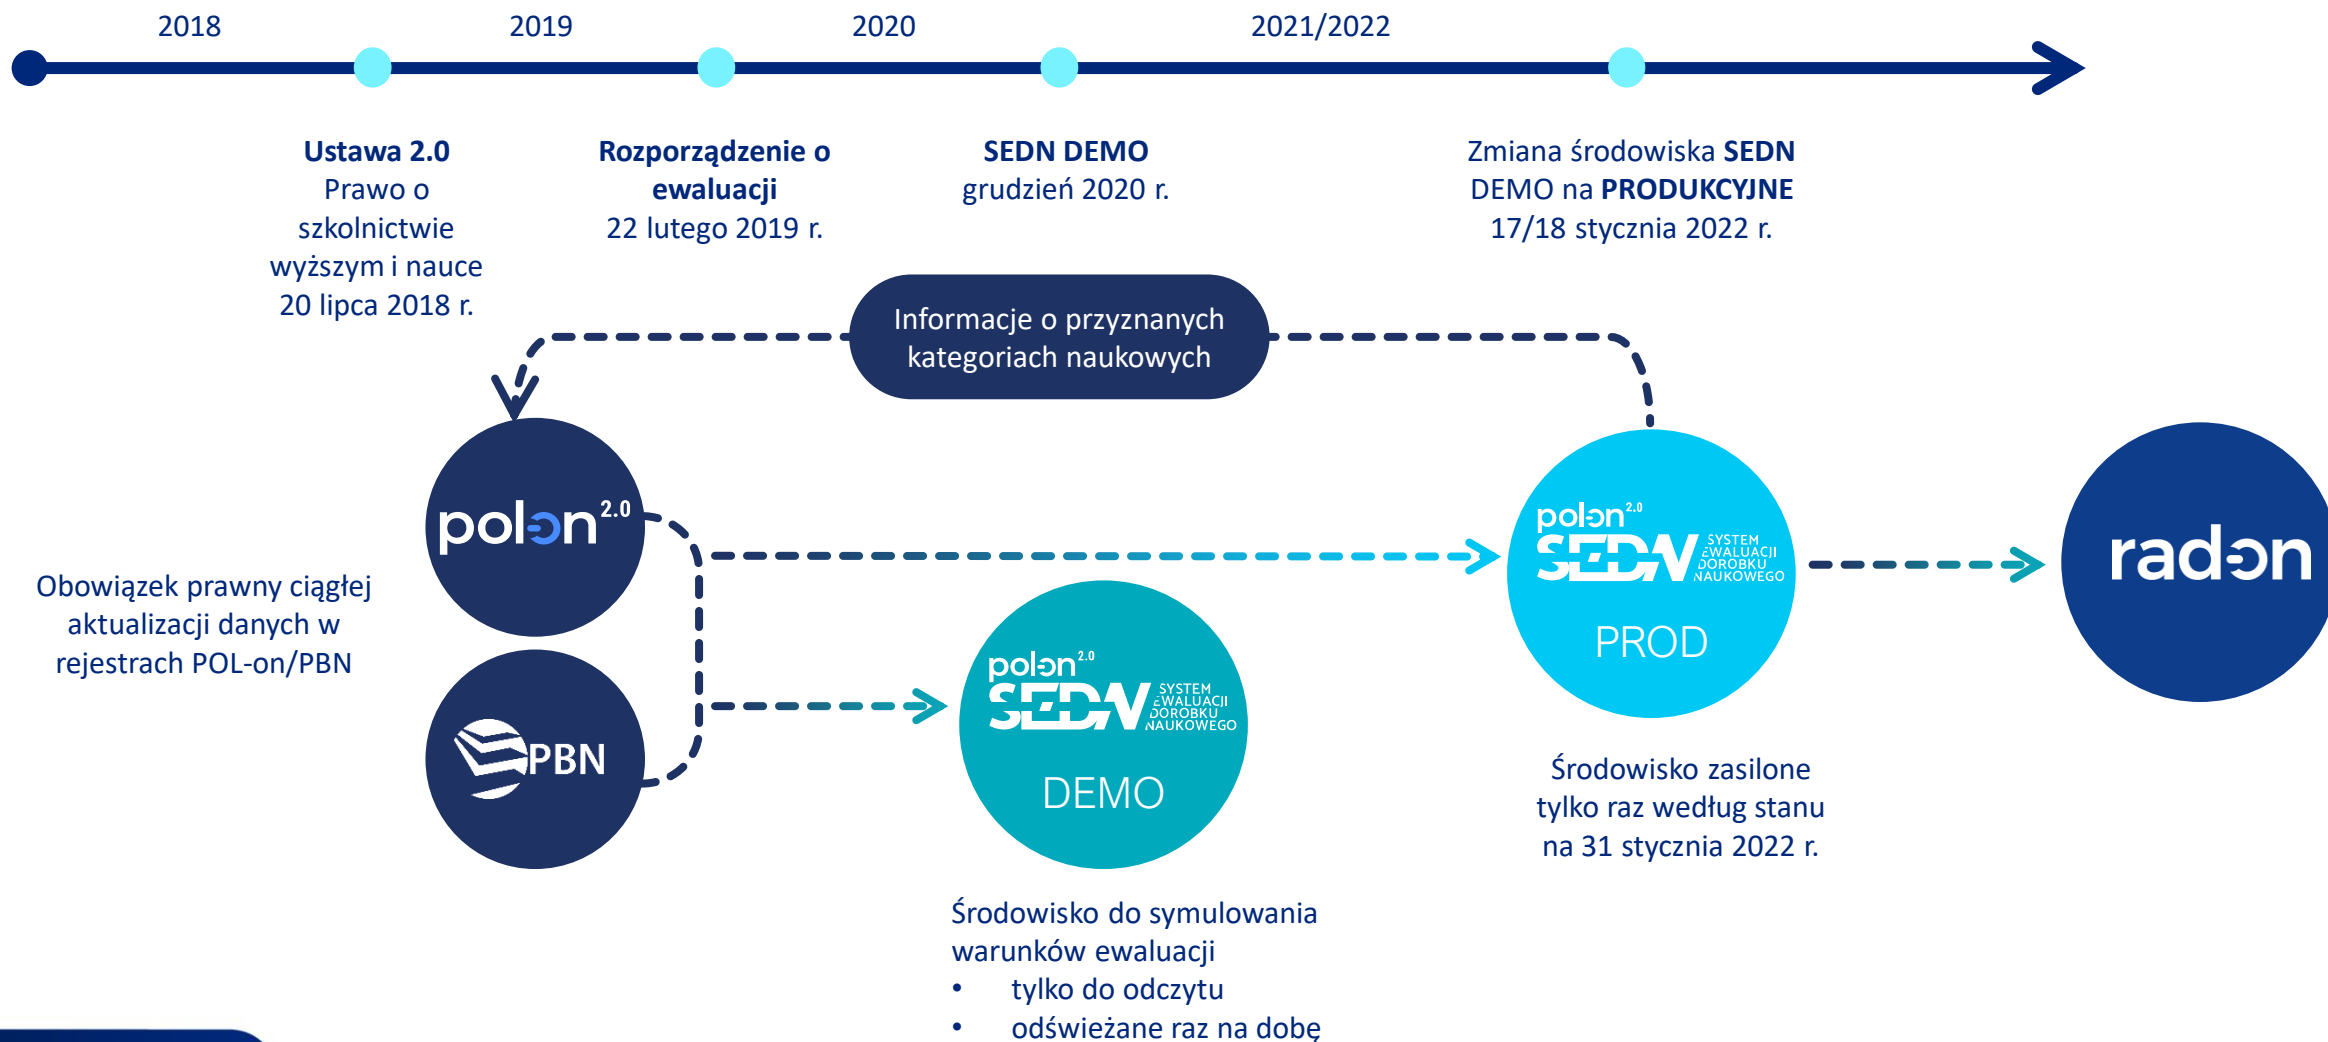 2018
2019
2020
2021/2022
Ustawa 2.0
Prawo o
szkolnictwie
wyższym i nauce
20 lipca 2018 r.
Rozporządzenie o
ewaluacji
22 lutego 2019 r.
SEDN DEMO
grudzień 2020 r.
Zmiana środowiska SEDN
DEMO na PRODUKCYJNE
17/18 stycznia 2022 r.
Informacje o przyznanych
kategoriach naukowych
Obowiązek prawny ciągłej
aktualizacji danych w
rejestrach POL-on/PBN
polon 2.0
PBN
polon 2.0
SEDN
SYSTEM
EWALUACJI
DOROBKU
NAUKOWEGO
DEMO
Środowisko do symulowania
warunków ewaluacji
• tylko do odczytu
• odświeżane raz na dobę
polon 2.0
SEDN
SYSTEM
EWALUACJI
DOROBKU
NAUKOWEGO
PROD
Środowisko zasilone
tylko raz według stanu
na 31 stycznia 2022 r.
radon